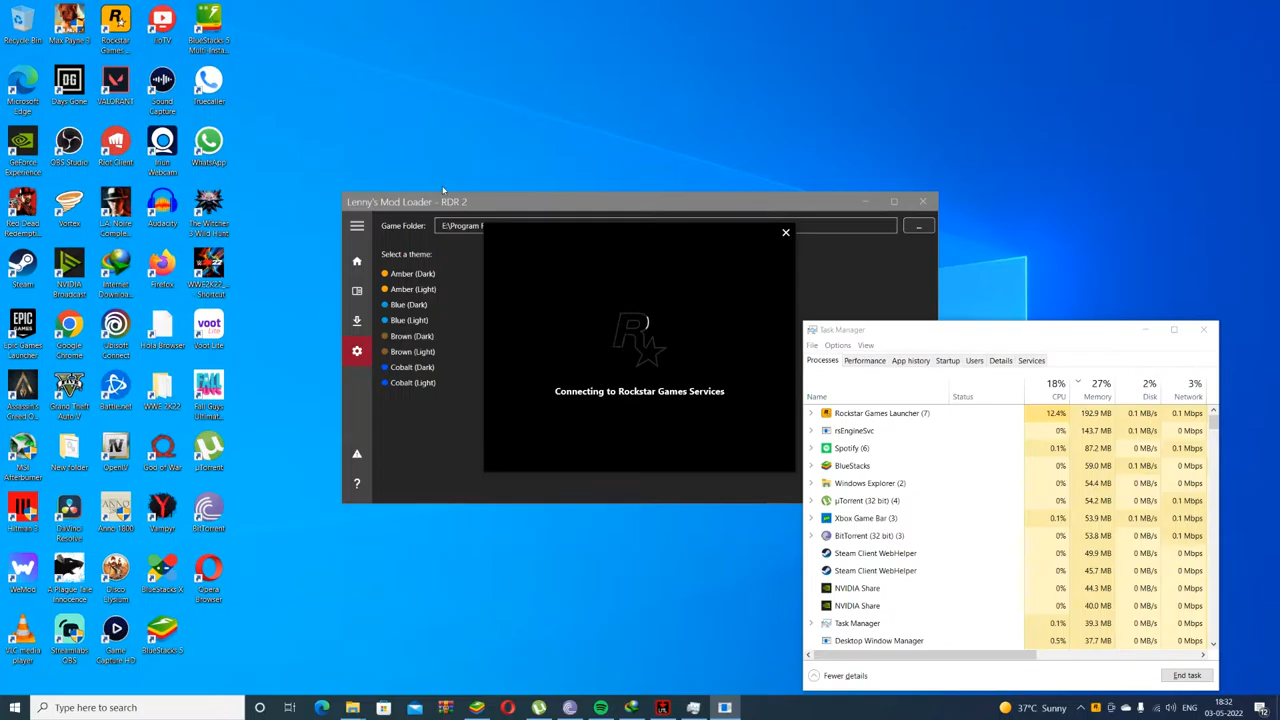 Recycle Bin
Max Payne 3
Rockstar
Games ...
BlueStacks 5
Multi-Insta...
Microsoft
Edge
Days Gone
VALORANT
Sound
Capture
Truecaller
GeForce
Experience
OBS Studio
Riot Client
Iriun
Webcam
WhatsApp
Red Dead
Redempti...
Vortex
L.A. Noire
Comple...
Audacity
The Witcher
3 Wild Hunt
Steam
NVIDIA
Broadcast
Internet
Downloa...
Firefox
WWE2K22_...
- Shortcut
Epic Games
Launcher
Google
Chrome
Ubisoft
Connect
Hola Browser
Voot Lite
Assassin's
Creed O...
Grand Theft
Auto V
Battle.net
WWE 2K22
Fall Guys
Ultimat...
MSI
Afterburner
New folder
OpenIV
God of War
µTorrent
Hitman 3
DaVinci
Resolve
Anno 1800
Vampyr
BitTorrent
WeMod
A Plague Tale
Innocence
Disco
Elysium
BlueStacks X
Opera
Browser
VLC media
player
Streamlabs
OBS
Game
Capture HD
BlueStacks 5
Lenny's Mod Loader - RDR 2
Game Folder:
E:\Program F
...
Select a theme:
Amber (Dark)
Amber (Light)
Blue (Dark)
Blue (Light)
Brown (Dark)
Brown (Light)
Cobalt (Dark)
Cobalt (Light)
Connecting to Rockstar Games Services
Task Manager
File Options View
Processes Performance App history Startup Users Details Services
18% 27% 2% 3%
Name Status CPU Memory Disk Network
Rockstar Games Launcher (7) 12.4% 192.9 MB 0.1 MB/s 0.1 Mbps
rsEngineSvc 0% 143.7 MB 0.1 MB/s 0 Mbps
Spotify (6) 0.1% 87.2 MB 0.1 MB/s 0.1 Mbps
BlueStacks 0% 59.0 MB 0.1 MB/s 0 Mbps
Windows Explorer (2) 0% 54.4 MB 0 MB/s 0 Mbps
µTorrent (32 bit) (4) 0% 54.2 MB 0 MB/s 0.1 Mbps
Xbox Game Bar (3) 0.1% 53.9 MB 0 MB/s 0.1 Mbps
BitTorrent (32 bit) (3) 0% 53.8 MB 0 MB/s 0.1 Mbps
Steam Client WebHelper 0% 49.9 MB 0 MB/s 0 Mbps
Steam Client WebHelper 0% 45.7 MB 0 MB/s 0 Mbps
NVIDIA Share 0% 44.3 MB 0 MB/s 0 Mbps
NVIDIA Share 0% 40.0 MB 0 MB/s 0 Mbps
Task Manager 0.1% 39.3 MB 0 MB/s 0 Mbps
Desktop Window Manager 0.5% 37.7 MB 0 MB/s 0 Mbps
Fewer details
End task
Type here to search
37°C Sunny
ENG
18:32
03-05-2022